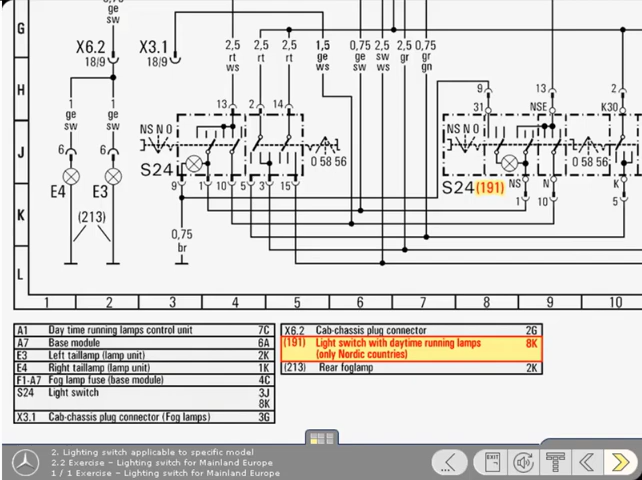 0,75
ge
sw
G
X6.2
18/9
X3.1
18/9
2,5
rt
ws
2,5
rt
2,5
rt
1,5
ge
ws
0,75
ge
sw
2,5
sw
ws
2,5
gr
0,75
gr
gn
H
1
ge
sw
1
ge
sw
13
2
14
9
31
13
NSE
2
K30
NS N 0
NS N 0
J
6
6
0 58 56
0 58 56
S24
S24 (191)
E4
E3
9
1
10
5
3
15
NS
1
N
10
K
5
K
(213)
0,75
br
L
1 2 3 4 5 6 7 8 9 10
A1 Day time running lamps control unit 7C
A7 Base module 6A
E3 Left taillamp (lamp unit) 2K
E4 Right taillamp (lamp unit) 1K
F1-A7 Fog lamp fuse (base module) 4C
S24 Light switch 3J
8K
X3.1 Cab-chassis plug connector (Fog lamps) 3G
X6.2 Cab-chassis plug connector 2G
(191) Light switch with daytime running lamps 8K
(only Nordic countries)
(213) Rear foglamp 2K
2. Lighting switch applicable to specific model
2.2 Exercise – Lighting switch for Mainland Europe
1 / 1 Exercise – Lighting switch for Mainland Europe
EXIT